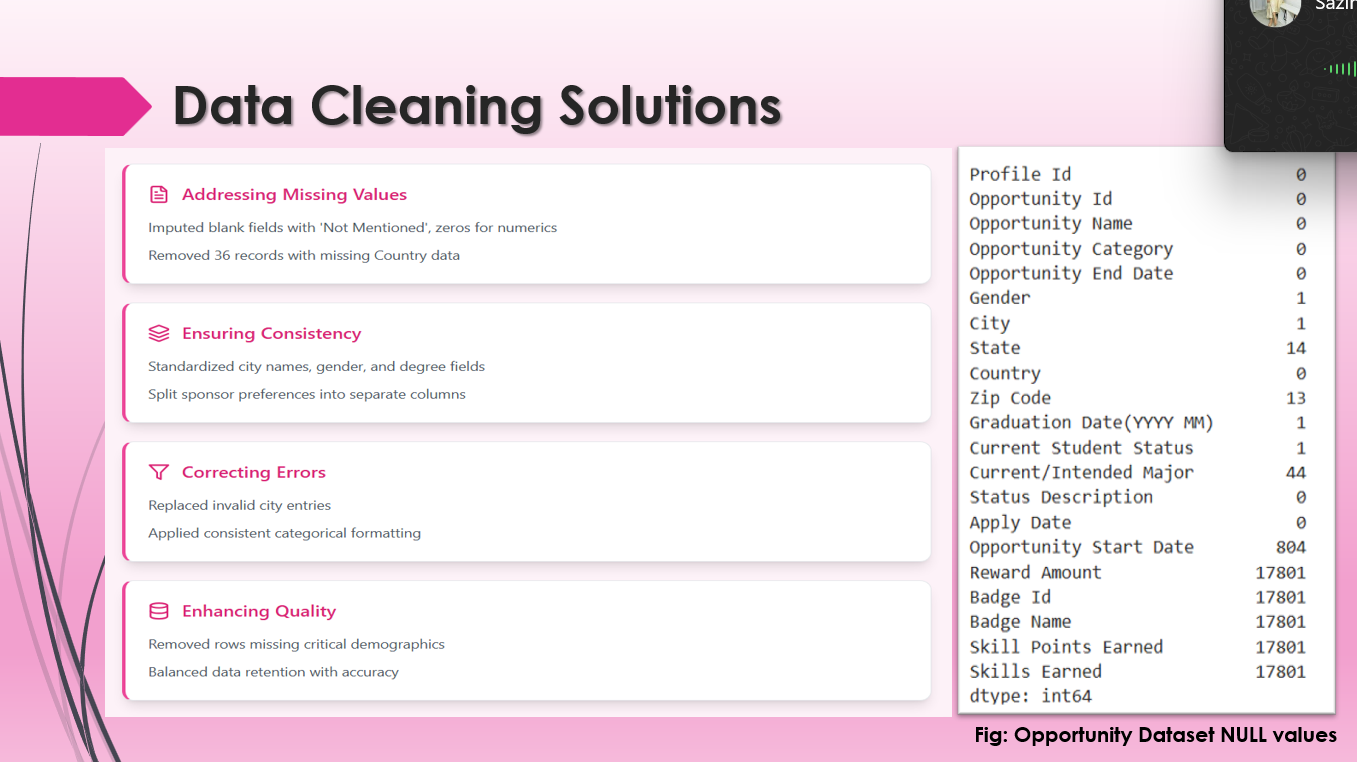 Data Cleaning Solutions
Addressing Missing Values
Imputed blank fields with 'Not Mentioned', zeros for numerics
Removed 36 records with missing Country data
Ensuring Consistency
Standardized city names, gender, and degree fields
Split sponsor preferences into separate columns
Correcting Errors
Replaced invalid city entries
Applied consistent categorical formatting
Enhancing Quality
Removed rows missing critical demographics
Balanced data retention with accuracy
Profile Id 0
Opportunity Id 0
Opportunity Name 0
Opportunity Category 0
Opportunity End Date 0
Gender 1
City 1
State 14
Country 0
Zip Code 13
Graduation Date(YYYY MM) 1
Current Student Status 1
Current/Intended Major 44
Status Description 0
Apply Date 0
Opportunity Start Date 804
Reward Amount 17801
Badge Id 17801
Badge Name 17801
Skill Points Earned 17801
Skills Earned 17801
dtype: int64
Fig: Opportunity Dataset NULL values